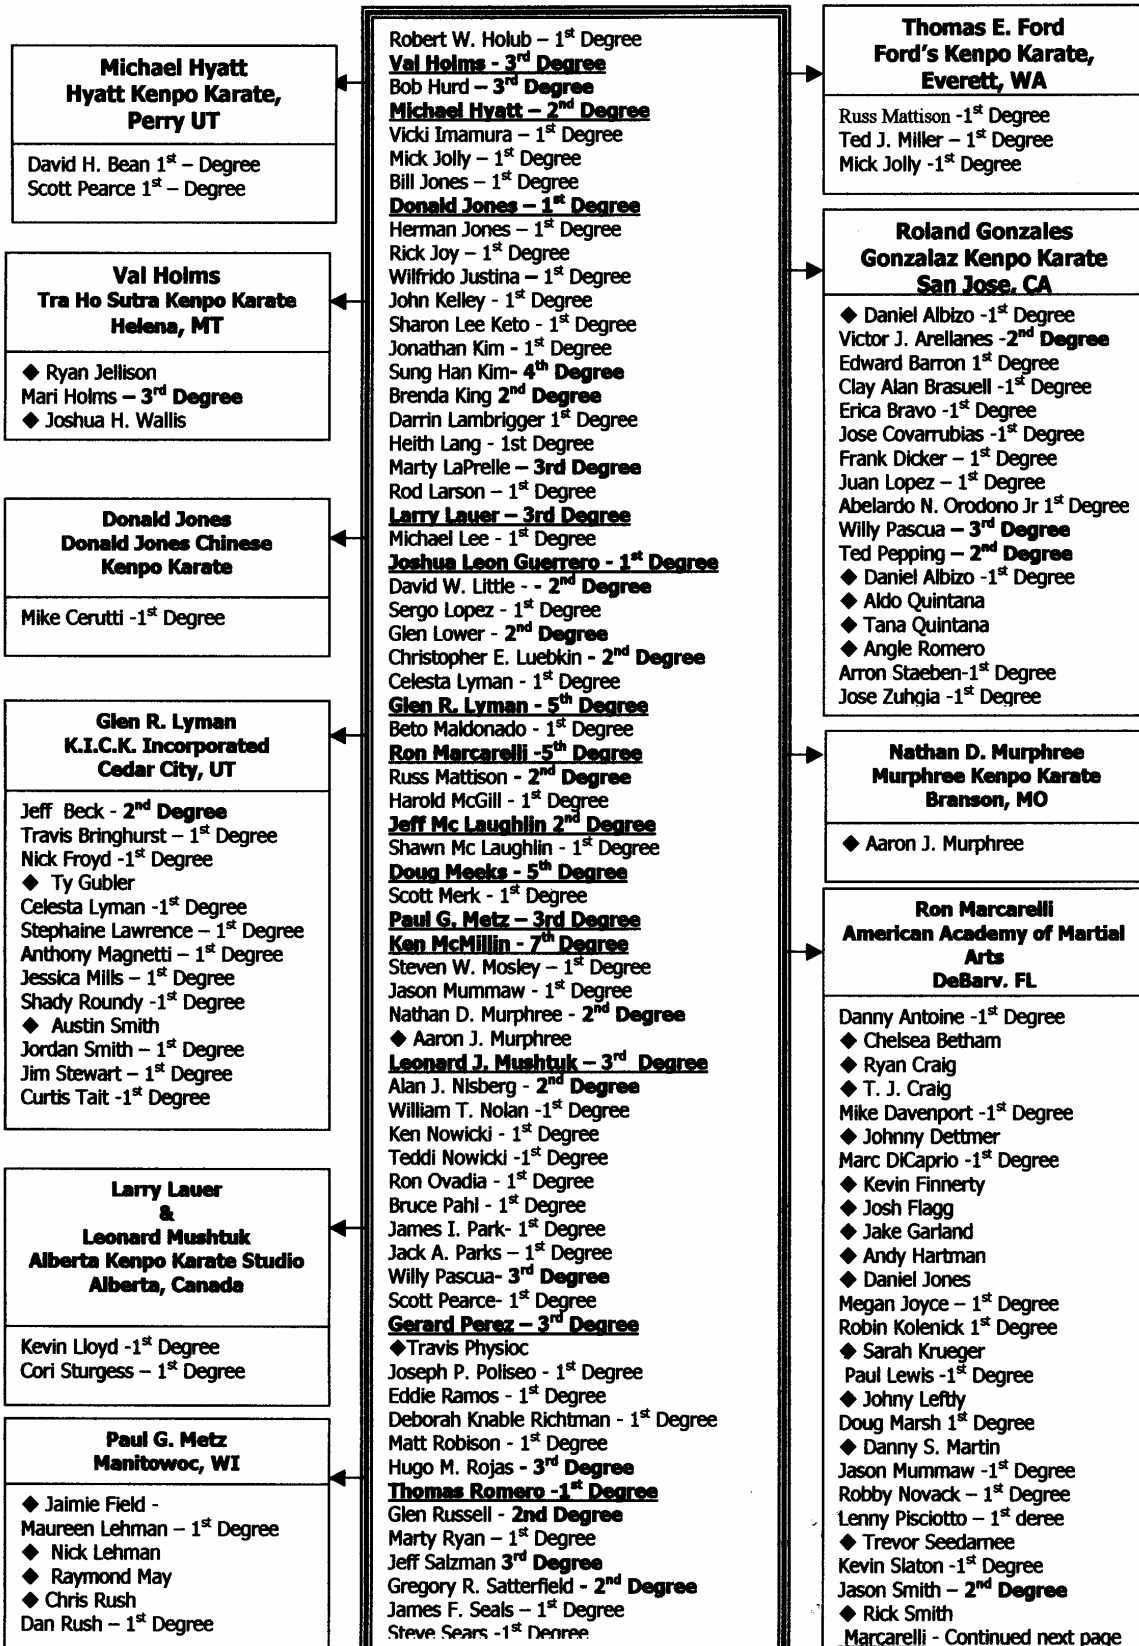 Michael Hyatt
Hyatt Kenpo Karate,
Perry UT
David H. Bean 1st – Degree
Scott Pearce 1st – Degree
Val Holms
Tra Ho Sutra Kenpo Karate
Helena, MT
◆ Ryan Jellison
Mari Holms – 3rd Degree
◆ Joshua H. Wallis
Donald Jones
Donald Jones Chinese
Kenpo Karate
Mike Cerutti -1st Degree
Glen R. Lyman
K.I.C.K. Incorporated
Cedar City, UT
Jeff Beck - 2nd Degree
Travis Bringhurst – 1st Degree
Nick Froyd -1st Degree
◆ Ty Gubler
Celesta Lyman -1st Degree
Stephaine Lawrence – 1st Degree
Anthony Magnetti – 1st Degree
Jessica Mills – 1st Degree
Shady Roundy -1st Degree
◆ Austin Smith
Jordan Smith – 1st Degree
Jim Stewart – 1st Degree
Curtis Tait -1st Degree
Larry Lauer
&
Leonard Mushtuk
Alberta Kenpo Karate Studio
Alberta, Canada
Kevin Lloyd -1st Degree
Cori Sturgess – 1st Degree
Paul G. Metz
Manitowoc, WI
◆ Jaimie Field -
Maureen Lehman – 1st Degree
◆ Nick Lehman
◆ Raymond May
◆ Chris Rush
Dan Rush – 1st Degree
Robert W. Holub – 1st Degree
Val Holms - 3rd Degree
Bob Hurd – 3rd Degree
Michael Hyatt – 2nd Degree
Vicki Imamura – 1st Degree
Mick Jolly – 1st Degree
Bill Jones – 1st Degree
Donald Jones – 1st Degree
Herman Jones – 1st Degree
Rick Joy – 1st Degree
Wilfrido Justina – 1st Degree
John Kelley - 1st Degree
Sharon Lee Keto - 1st Degree
Jonathan Kim - 1st Degree
Sung Han Kim- 4th Degree
Brenda King 2nd Degree
Darrin Lambrigger 1st Degree
Heith Lang - 1st Degree
Marty LaPrelle – 3rd Degree
Rod Larson – 1st Degree
Larry Lauer – 3rd Degree
Michael Lee - 1st Degree
Joshua Leon Guerrero - 1st Degree
David W. Little - - 2nd Degree
Sergo Lopez - 1st Degree
Glen Lower - 2nd Degree
Christopher E. Luebkin - 2nd Degree
Celesta Lyman - 1st Degree
Glen R. Lyman - 5th Degree
Beto Maldonado - 1st Degree
Ron Marcarelli -5th Degree
Russ Mattison - 2nd Degree
Harold McGill - 1st Degree
Jeff Mc Laughlin 2nd Degree
Shawn Mc Laughlin - 1st Degree
Doug Meeks - 5th Degree
Scott Merk - 1st Degree
Paul G. Metz – 3rd Degree
Ken McMillin - 7th Degree
Steven W. Mosley – 1st Degree
Jason Mummaw - 1st Degree
Nathan D. Murphree - 2nd Degree
◆ Aaron J. Murphree
Leonard J. Mushtuk – 3rd Degree
Alan J. Nisberg - 2nd Degree
William T. Nolan -1st Degree
Ken Nowicki - 1st Degree
Teddi Nowicki -1st Degree
Ron Ovadia - 1st Degree
Bruce Pahl - 1st Degree
James I. Park- 1st Degree
Jack A. Parks – 1st Degree
Willy Pascua- 3rd Degree
Scott Pearce- 1st Degree
Gerard Perez – 3rd Degree
◆Travis Physioc
Joseph P. Poliseo - 1st Degree
Eddie Ramos - 1st Degree
Deborah Knable Richtman - 1st Degree
Matt Robison - 1st Degree
Hugo M. Rojas - 3rd Degree
Thomas Romero -1st Degree
Glen Russell - 2nd Degree
Marty Ryan – 1st Degree
Jeff Salzman 3rd Degree
Gregory R. Satterfield - 2nd Degree
James F. Seals – 1st Degree
Steve Sears -1st Degree
Thomas E. Ford
Ford's Kenpo Karate,
Everett, WA
Russ Mattison -1st Degree
Ted J. Miller – 1st Degree
Mick Jolly -1st Degree
Roland Gonzales
Gonzalaz Kenpo Karate
San Jose, CA
◆ Daniel Albizo -1st Degree
Victor J. Arellanes -2nd Degree
Edward Barron 1st Degree
Clay Alan Brasuell -1st Degree
Erica Bravo -1st Degree
Jose Covarrubias -1st Degree
Frank Dicker – 1st Degree
Juan Lopez – 1st Degree
Abelardo N. Orodono Jr 1st Degree
Willy Pascua – 3rd Degree
Ted Pepping – 2nd Degree
◆ Daniel Albizo -1st Degree
◆ Aldo Quintana
◆ Tana Quintana
◆ Angle Romero
Arron Staeben-1st Degree
Jose Zuhgia -1st Degree
Nathan D. Murphree
Murphree Kenpo Karate
Branson, MO
◆ Aaron J. Murphree
Ron Marcarelli
American Academy of Martial
Arts
DeBary, FL
Danny Antoine -1st Degree
◆ Chelsea Betham
◆ Ryan Craig
◆ T. J. Craig
Mike Davenport -1st Degree
◆ Johnny Dettmer
Marc DiCaprio -1st Degree
◆ Kevin Finnerty
◆ Josh Flagg
◆ Jake Garland
◆ Andy Hartman
◆ Daniel Jones
Megan Joyce – 1st Degree
Robin Kolenick 1st Degree
◆ Sarah Krueger
Paul Lewis -1st Degree
◆ Johny Leftly
Doug Marsh 1st Degree
◆ Danny S. Martin
Jason Mummaw -1st Degree
Robby Novack – 1st Degree
Lenny Pisciotto – 1st deree
◆ Trevor Seedarnee
Kevin Slaton -1st Degree
Jason Smith – 2nd Degree
◆ Rick Smith
Marcarelli - Continued next page